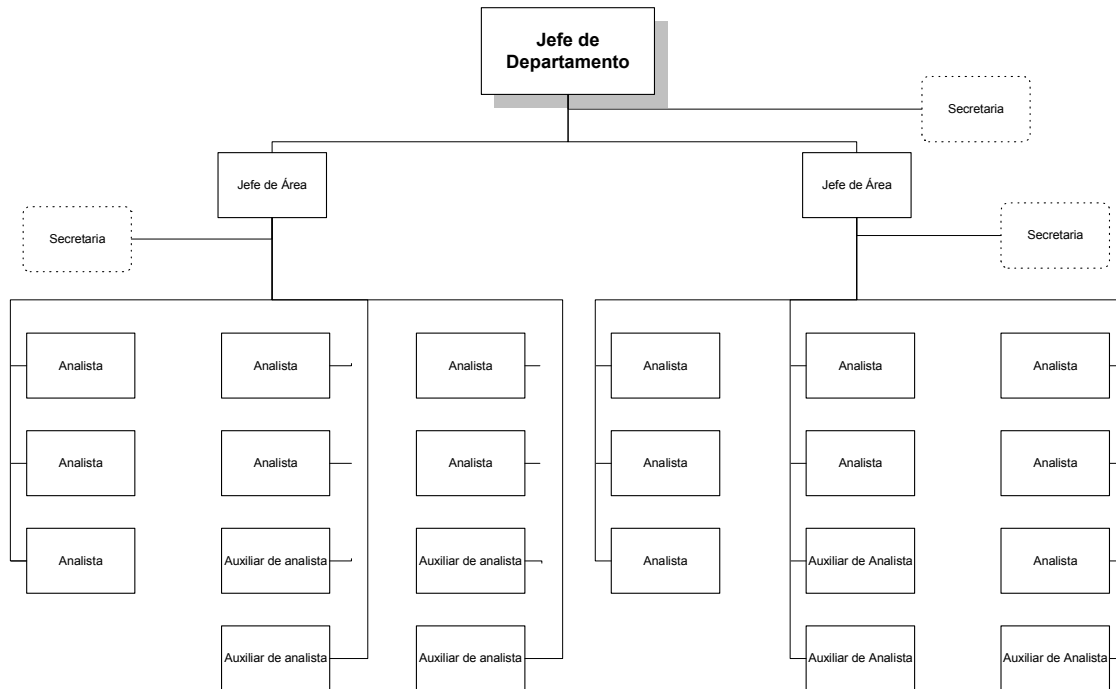 Jefe de
Departamento
Secretaria
Jefe de Área
Jefe de Área
Secretaria
Secretaria
Analista
Analista
Analista
Analista
Analista
Analista
Analista
Analista
Analista
Analista
Analista
Analista
Analista
Auxiliar de analista
Auxiliar de analista
Analista
Auxiliar de Analista
Analista
Auxiliar de analista
Auxiliar de analista
Auxiliar de Analista
Auxiliar de Analista